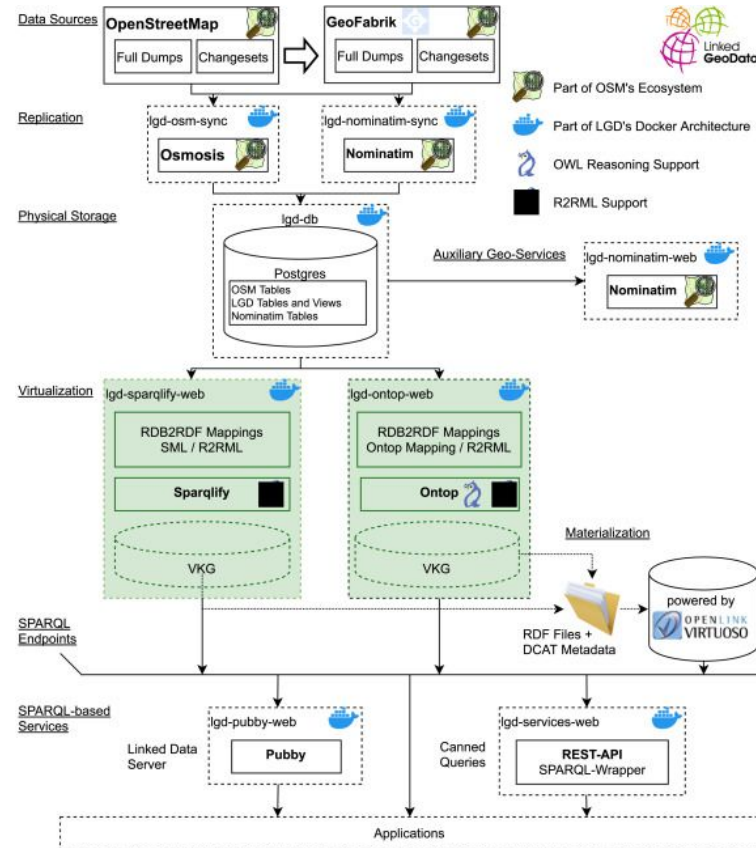 Data Sources
OpenStreetMap
Full Dumps
Changesets
GeoFabrik
Full Dumps
Changesets
Linked
GeoData
Part of OSM's Ecosystem
Part of LGD's Docker Architecture
OWL Reasoning Support
R2RML Support
Replication
lgd-osm-sync
Osmosis
lgd-nominatim-sync
Nominatim
Physical Storage
lgd-db
Postgres
OSM Tables
LGD Tables and Views
Nominatim Tables
Auxiliary Geo-Services
lgd-nominatim-web
Nominatim
Virtualization
lgd-sparqlify-web
RDB2RDF Mappings
SML / R2RML
Sparqlify
VKG
lgd-ontop-web
RDB2RDF Mappings
Ontop Mapping / R2RML
Ontop
VKG
Materialization
RDF Files +
DCAT Metadata
powered by
OPENLINK
VIRTUOSO
SPARQL
Endpoints
SPARQL-based
Services
Linked Data
Server
lgd-pubby-web
Pubby
Canned
Queries
lgd-services-web
REST-API
SPARQL-Wrapper
Applications